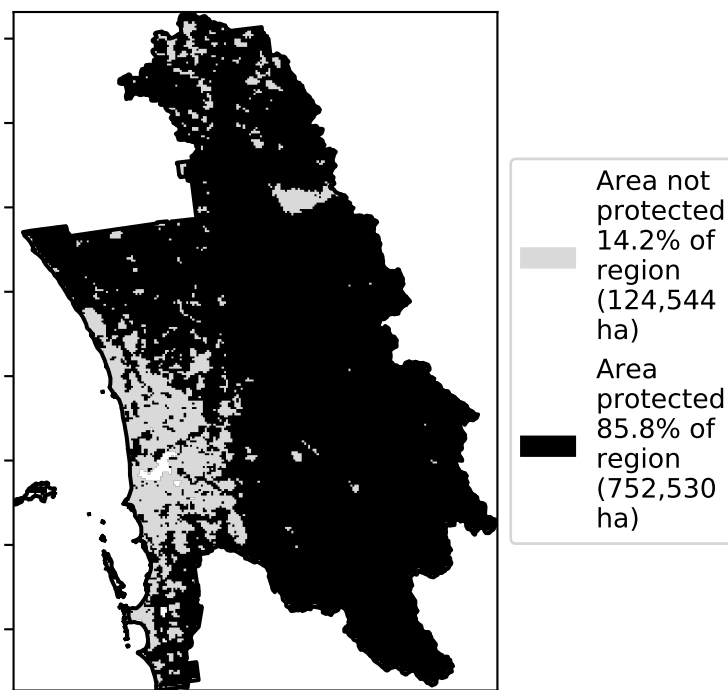 Area not
protected
14.2% of
region
(124,544
ha)
Area
protected
85.8% of
region
(752,530
ha)